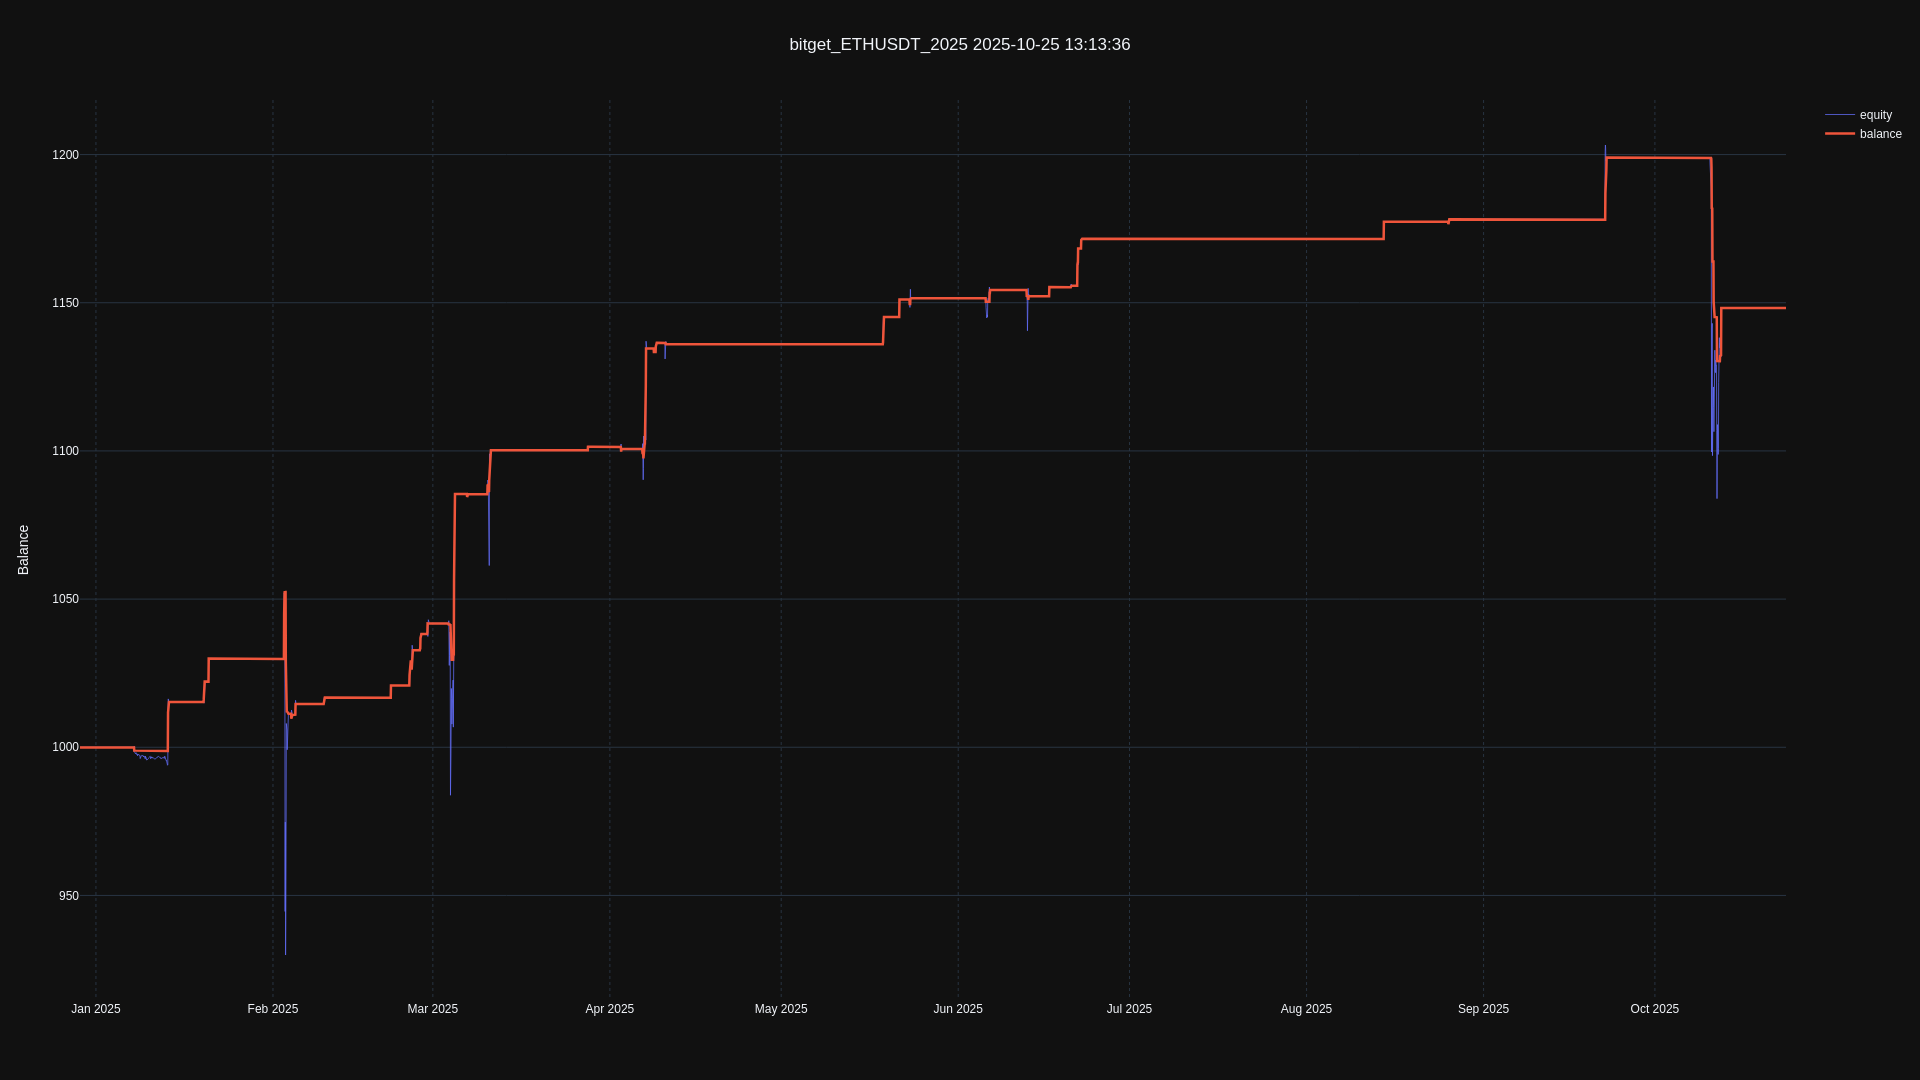 bitget_ETHUSDT_2025 2025-10-25 13:13:36
equity
balance
1200
1150
1100
1050
1000
950
Balance
Jan 2025
Feb 2025
Mar 2025
Apr 2025
May 2025
Jun 2025
Jul 2025
Aug 2025
Sep 2025
Oct 2025